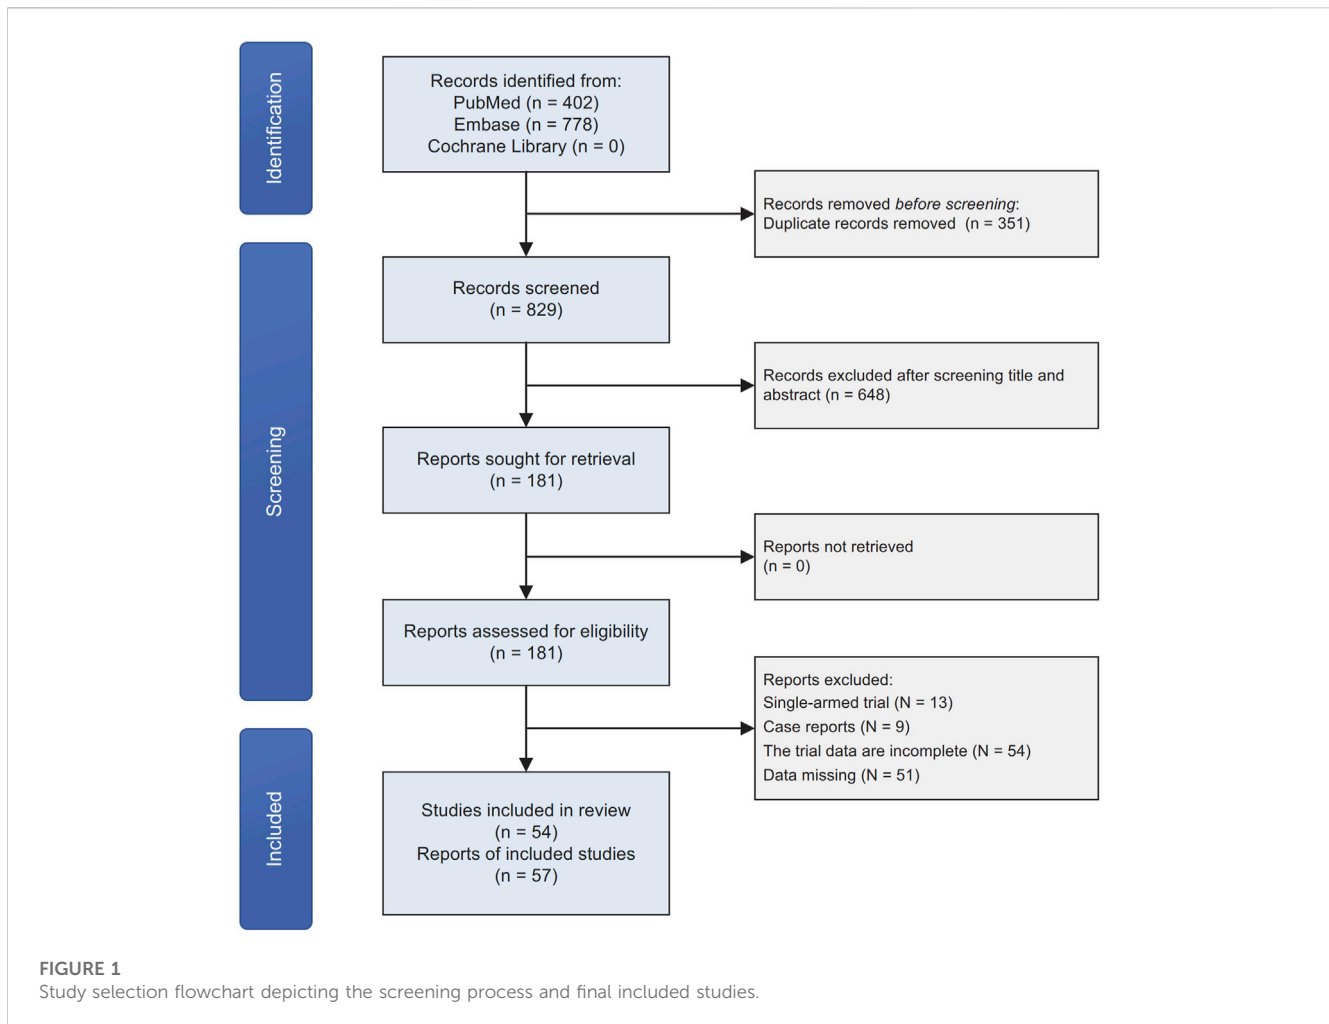 Identification
Records identified from:
PubMed (n = 402)
Embase (n = 778)
Cochrane Library (n = 0)
Records removed before screening:
Duplicate records removed (n = 351)
Screening
Records screened
(n = 829)
Records excluded after screening title and
abstract (n = 648)
Reports sought for retrieval
(n = 181)
Reports not retrieved
(n = 0)
Reports assessed for eligibility
(n = 181)
Reports excluded:
Single-armed trial (N = 13)
Case reports (N = 9)
The trial data are incomplete (N = 54)
Data missing (N = 51)
Included
Studies included in review
(n = 54)
Reports of included studies
(n = 57)
FIGURE 1
Study selection flowchart depicting the screening process and final included studies.